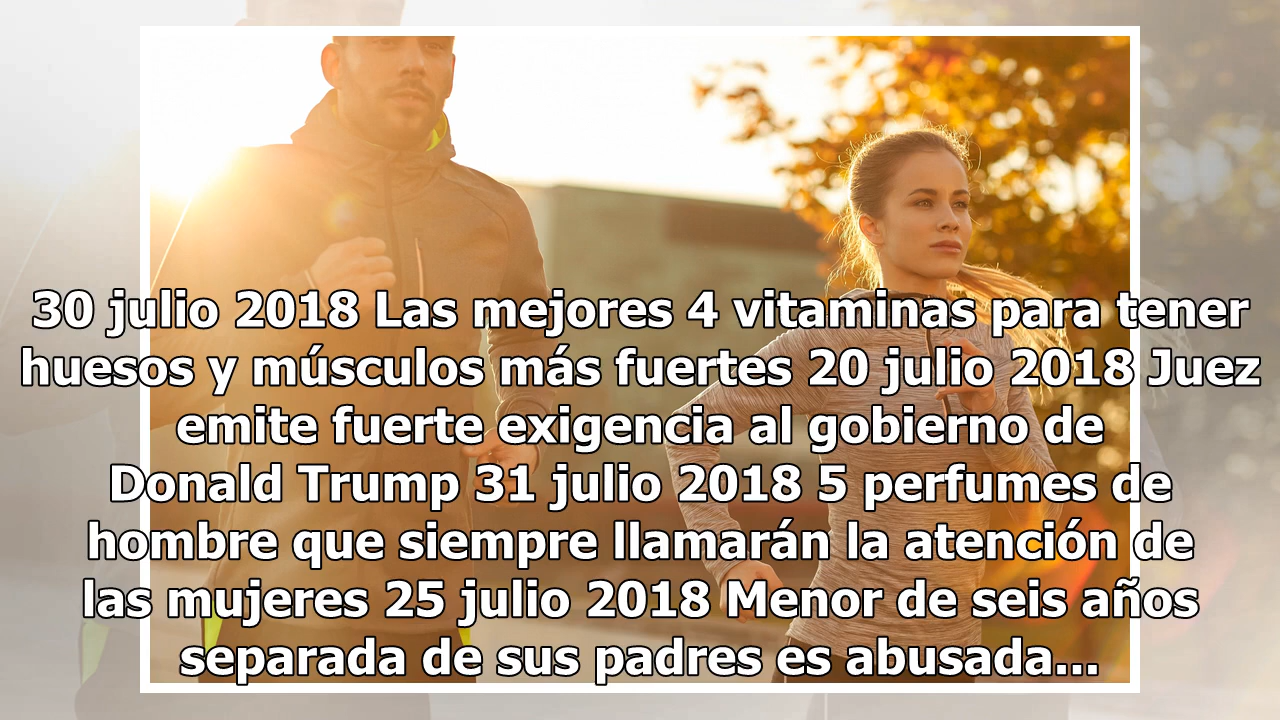 30 julio 2018 Las mejores 4 vitaminas para tener
huesos y músculos más fuertes 20 julio 2018 Juez
emite fuerte exigencia al gobierno de
Donald Trump 31 julio 2018 5 perfumes de
hombre que siempre llamarán la atención de
las mujeres 25 julio 2018 Menor de seis años
separada de sus padres es abusada...